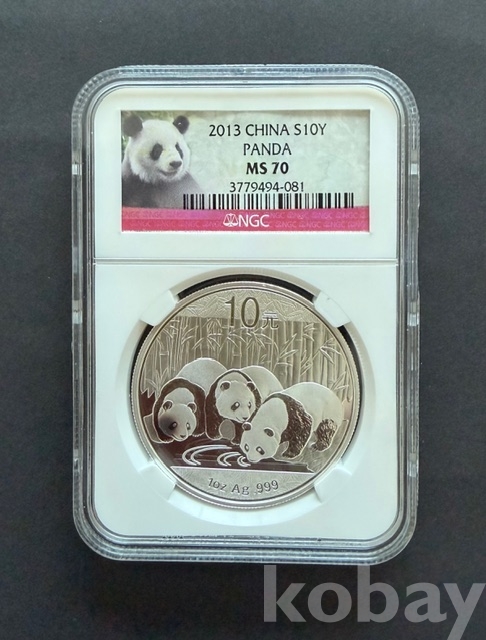 2013 CHINA S10Y
PANDA
MS 70
3779494-081
NGC
10元
1oz Ag .999
kobay